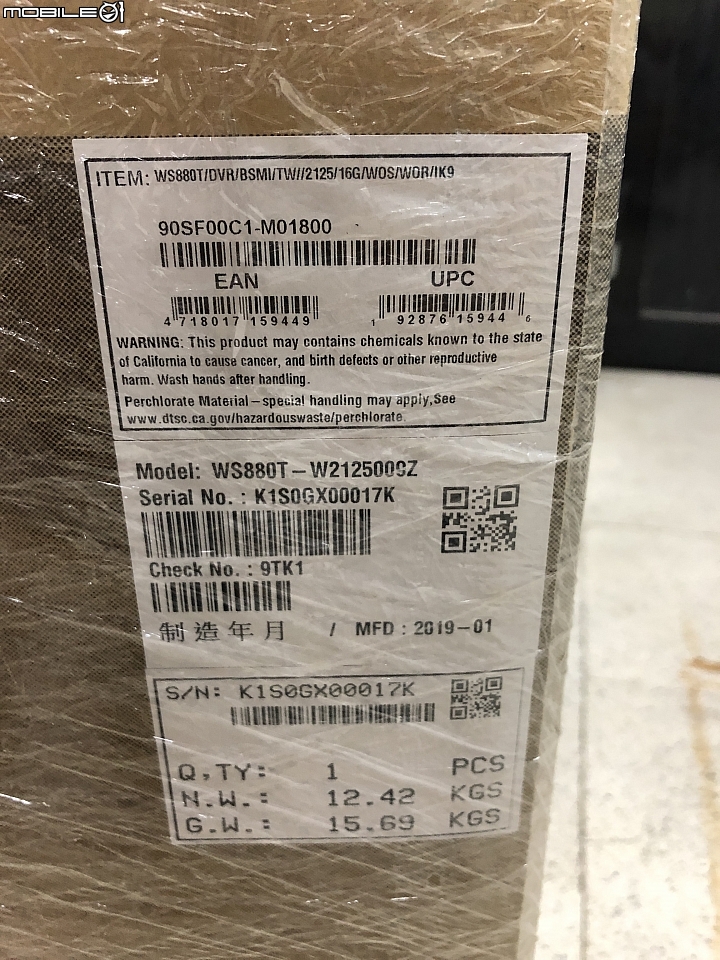 MOBILE01
ITEM: WS880T/DVR/BSMI/TW//2125/16G/WOS/WOR/IK9
90SF00C1-M01800
EAN UPC
4 718017 159449 1 92876 15944 6
WARNING: This product may contains chemicals known to the state
of California to cause cancer, and birth defects or other reproductive
harm. Wash hands after handling.
Perchlorate Material-special handling may apply,See
www.dtsc.ca.gov/hazardouswaste/perchlorate.
Model: WS880T-W2125009Z
Serial No. : K1S0GX00017K
Check No. : 9TK1
制造年月 / MFD : 2019-01
S/N: K1S0GX00017K
Q,TY: 1 PCS
N.W.: 12.42 KGS
G.W.: 15.69 KGS